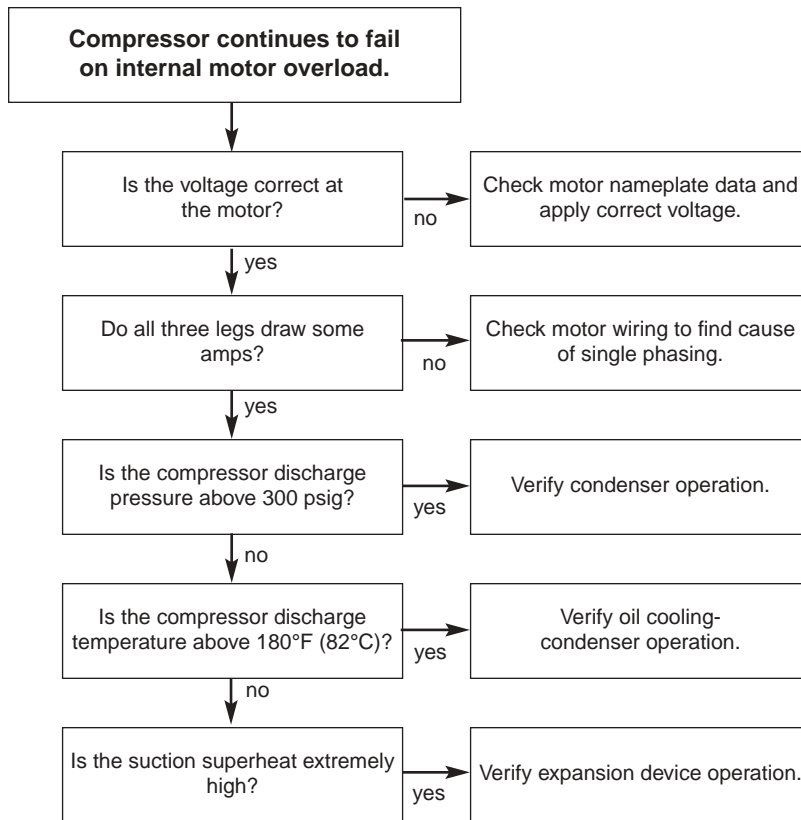 Compressor continues to fail
on internal motor overload.
Is the voltage correct at
the motor?
no
Check motor nameplate data and
apply correct voltage.
yes
Do all three legs draw some
amps?
no
Check motor wiring to find cause
of single phasing.
yes
Is the compressor discharge
pressure above 300 psig?
yes
Verify condenser operation.
no
Is the compressor discharge
temperature above 180°F (82°C)?
yes
Verify oil cooling-
condenser operation.
no
Is the suction superheat extremely
high?
yes
Verify expansion device operation.